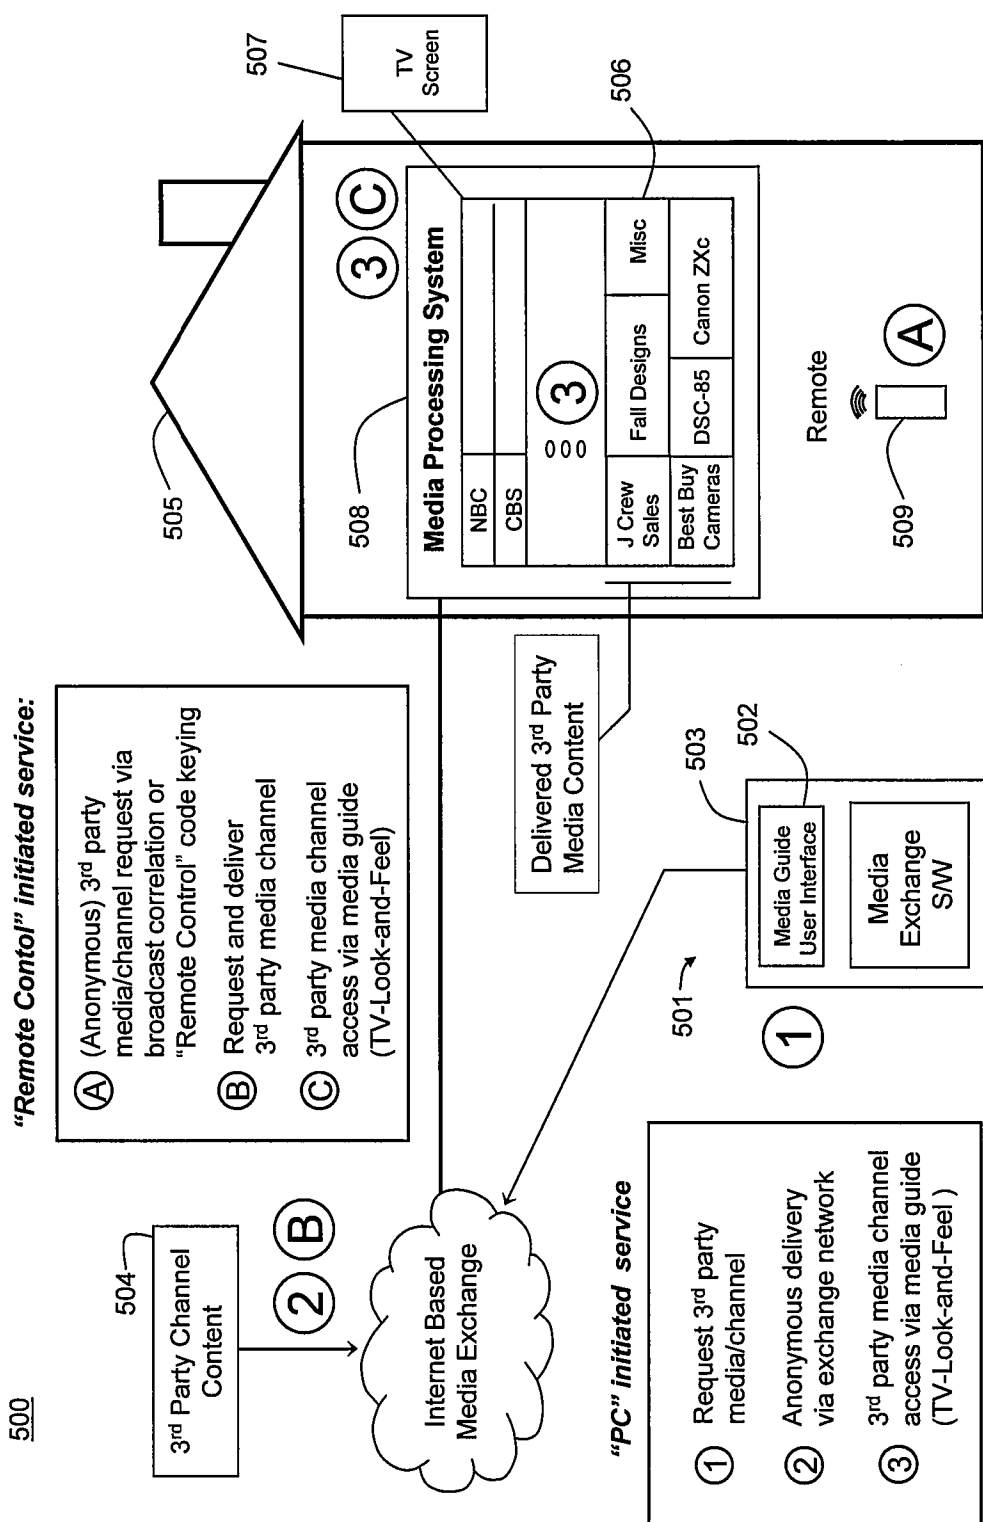 500
"Remote Contol" initiated service:
504
3rd Party Channel
Content
2
B
Internet Based
Media Exchange
A
(Anonymous) 3rd party
media/channel request via
broadcast correlation or
"Remote Control" code keying
B
Request and deliver
3rd party media channel
C
3rd party media channel
access via media guide
(TV-Look-and-Feel)
505
508
3
C
507
TV
Screen
Media Processing System
NBC
CBS
3
506
J Crew
Sales
Fall Designs
Misc
Best Buy
Cameras
DSC-85
Canon ZXc
Delivered 3rd Party
Media Content
Remote
A
509
"PC" initiated service
1
Request 3rd party
media/channel
2
Anonymous delivery
via exchange network
3
3rd party media channel
access via media guide
(TV-Look-and-Feel )
501
1
503
502
Media Guide
User Interface
Media
Exchange
S/W